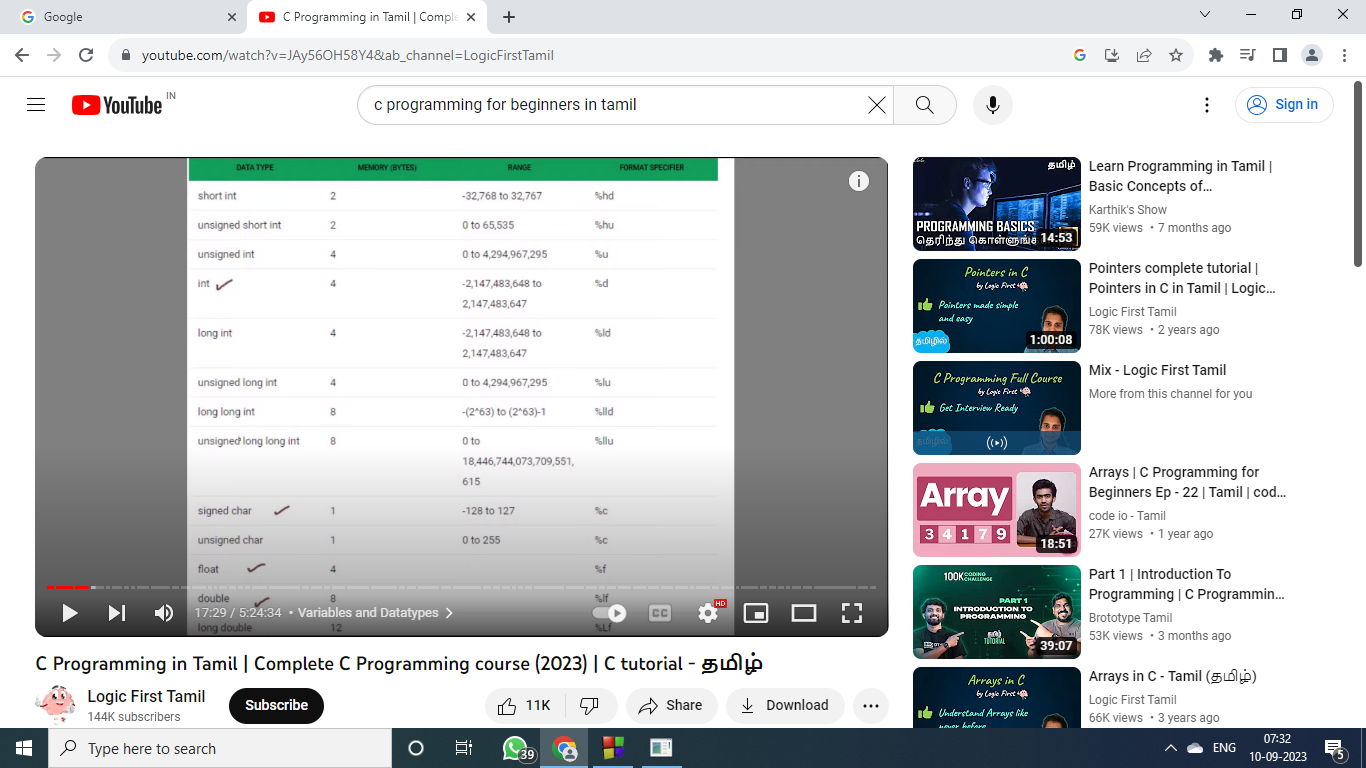 Google
C Programming in Tamil | Comple
youtube.com/watch?v=JAy56OH58Y4&ab_channel=LogicFirstTamil
YouTube IN
c programming for beginners in tamil
Sign in
DATA TYPE MEMORY (BYTES) RANGE FORMAT SPECIFIER
short int 2 -32,768 to 32,767 %hd
unsigned short int 2 0 to 65,535 %hu
unsigned int 4 0 to 4,294,967,295 %u
int 4 -2,147,483,648 to %d
2,147,483,647
long int 4 -2,147,483,648 to %ld
2,147,483,647
unsigned long int 4 0 to 4,294,967,295 %lu
long long int 8 -(2^63) to (2^63)-1 %lld
unsigned long long int 8 0 to %llu
18,446,744,073,709,551,
615
signed char 1 -128 to 127 %c
unsigned char 1 0 to 255 %c
float 4 %f
double 8 %lf
long double 12 %Lf
17:29 / 5:24:34 • Variables and Datatypes
CC
HD
C Programming in Tamil | Complete C Programming course (2023) | C tutorial - தமிழ்
Logic First Tamil
144K subscribers
Subscribe
11K
Share
Download
தமிழ்
PROGRAMMING BASICS
தெரிந்து கொள்ளுங்க
14:53
Learn Programming in Tamil |
Basic Concepts of...
Karthik's Show
59K views • 7 months ago
Pointers in C
by Logic First
Pointers made simple
and easy
தமிழில்
1:00:08
Pointers complete tutorial |
Pointers in C in Tamil | Logic...
Logic First Tamil
78K views • 2 years ago
C Programming Full Course
by Logic First
Get Interview Ready
தமிழில்
Mix - Logic First Tamil
More from this channel for you
Array
3 4 1 7 9
18:51
Arrays | C Programming for
Beginners Ep - 22 | Tamil | cod...
code io - Tamil
27K views • 1 year ago
100K CODING
CHALLENGE
PART 1
INTRODUCTION TO
PROGRAMMING
தமிழ்
TUTORIAL
39:07
Part 1 | Introduction To
Programming | C Programmin...
Brototype Tamil
53K views • 3 months ago
Arrays in C
by Logic First
Understand Arrays like
never before
Arrays in C - Tamil (தமிழ்)
Logic First Tamil
66K views • 3 years ago
Type here to search
39
ENG
07:32
10-09-2023
5